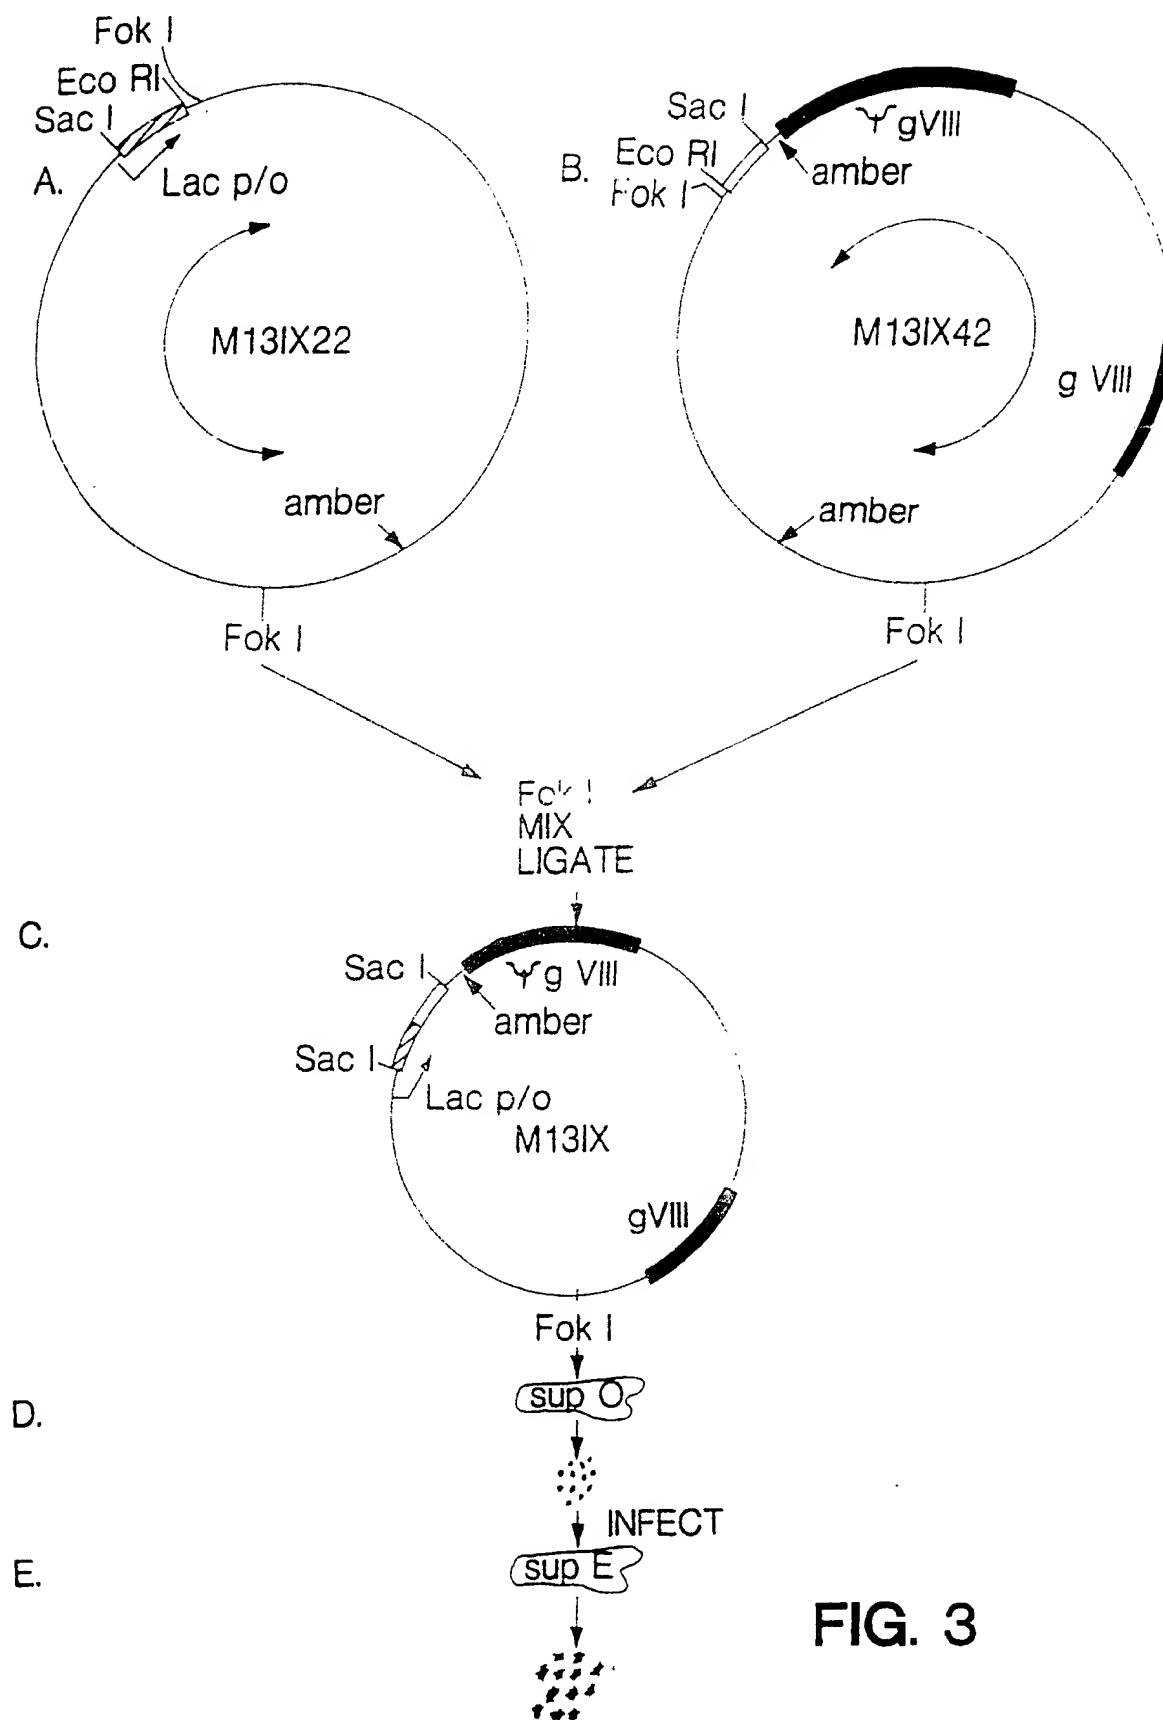 Fok I
Eco RI
Sac I
A.
Lac p/o
M13IX22
amber
Fok I
Sac I
Ψ gVIII
Eco RI
B.
amber
Fok I
M13IX42
g VIII
amber
Fok I
Fok I
MIX
LIGATE
C.
Sac I
Ψ g VIII
amber
Sac I
Lac p/o
M13IX
gVIII
Fok I
D.
sup O
INFECT
E.
sup E
FIG. 3